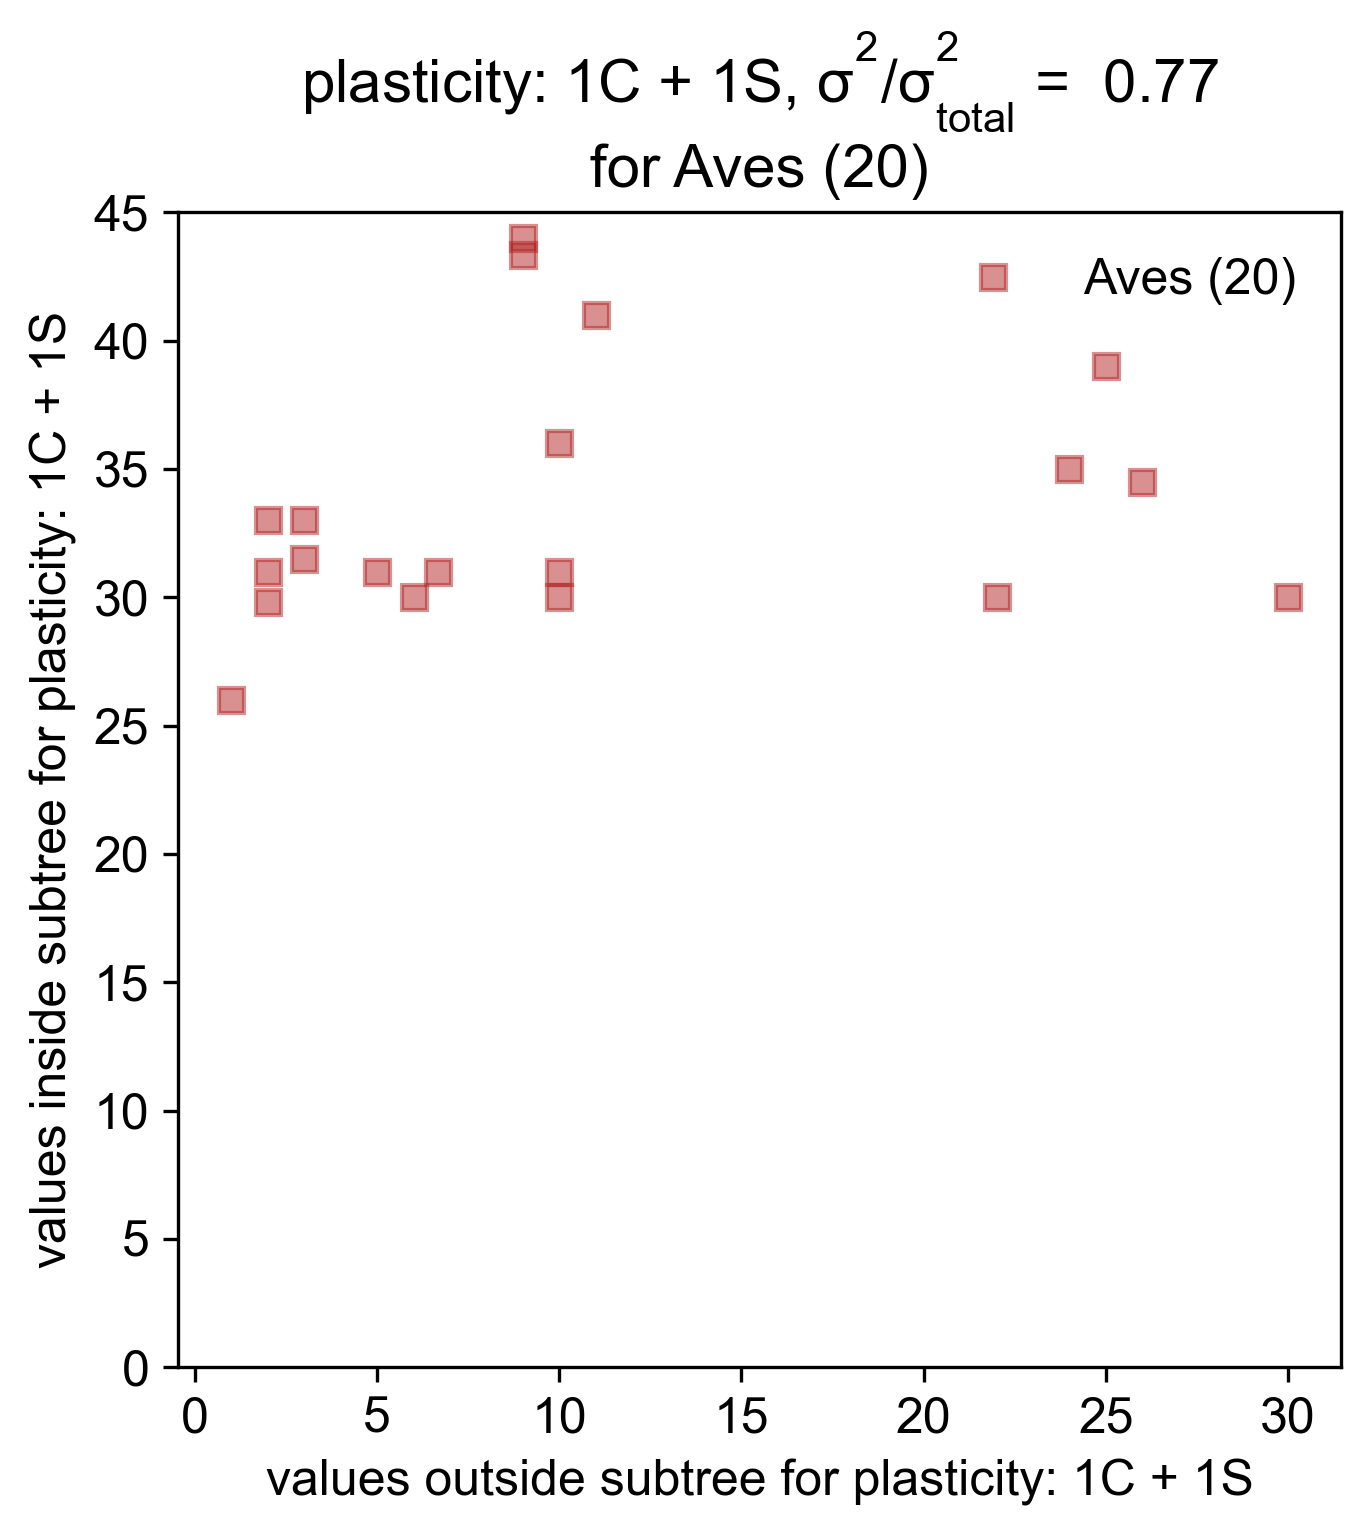 plasticity: 1C + 1S, σ²/σ²total = 0.77
for Aves (20)
Aves (20)
values inside subtree for plasticity: 1C + 1S
45
40
35
30
25
20
15
10
5
0
0 5 10 15 20 25 30
values outside subtree for plasticity: 1C + 1S